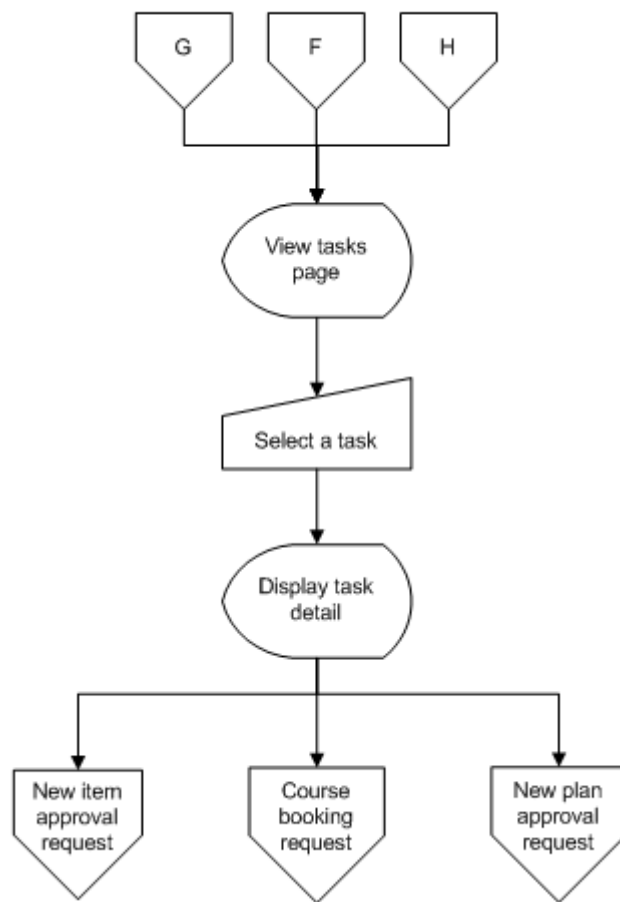 G
F
H
View tasks
page
Select a task
Display task
detail
New item
approval
request
Course
booking
request
New plan
approval
request